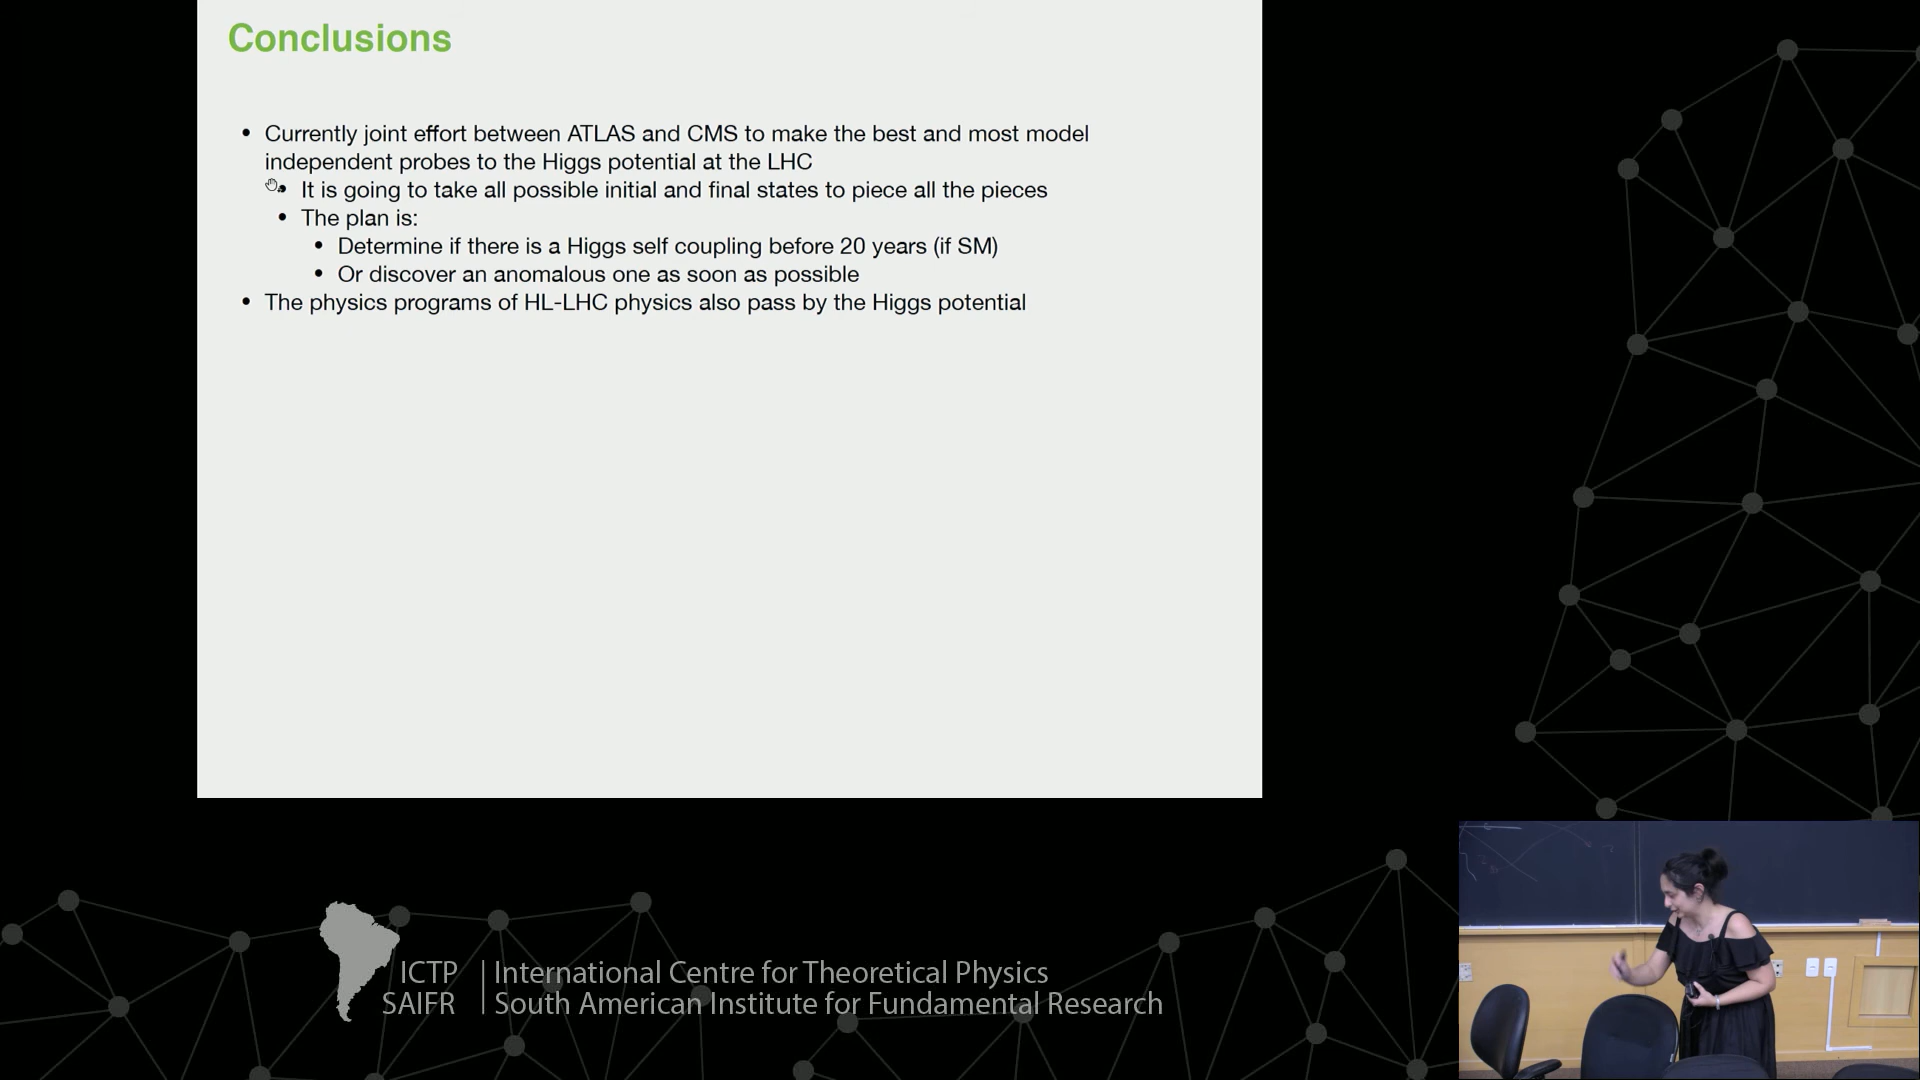 Conclusions
• Currently joint effort between ATLAS and CMS to make the best and most model
independent probes to the Higgs potential at the LHC
• It is going to take all possible initial and final states to piece all the pieces
• The plan is:
• Determine if there is a Higgs self coupling before 20 years (if SM)
• Or discover an anomalous one as soon as possible
• The physics programs of HL-LHC physics also pass by the Higgs potential
ICTP | International Centre for Theoretical Physics
SAIFR | South American Institute for Fundamental Research